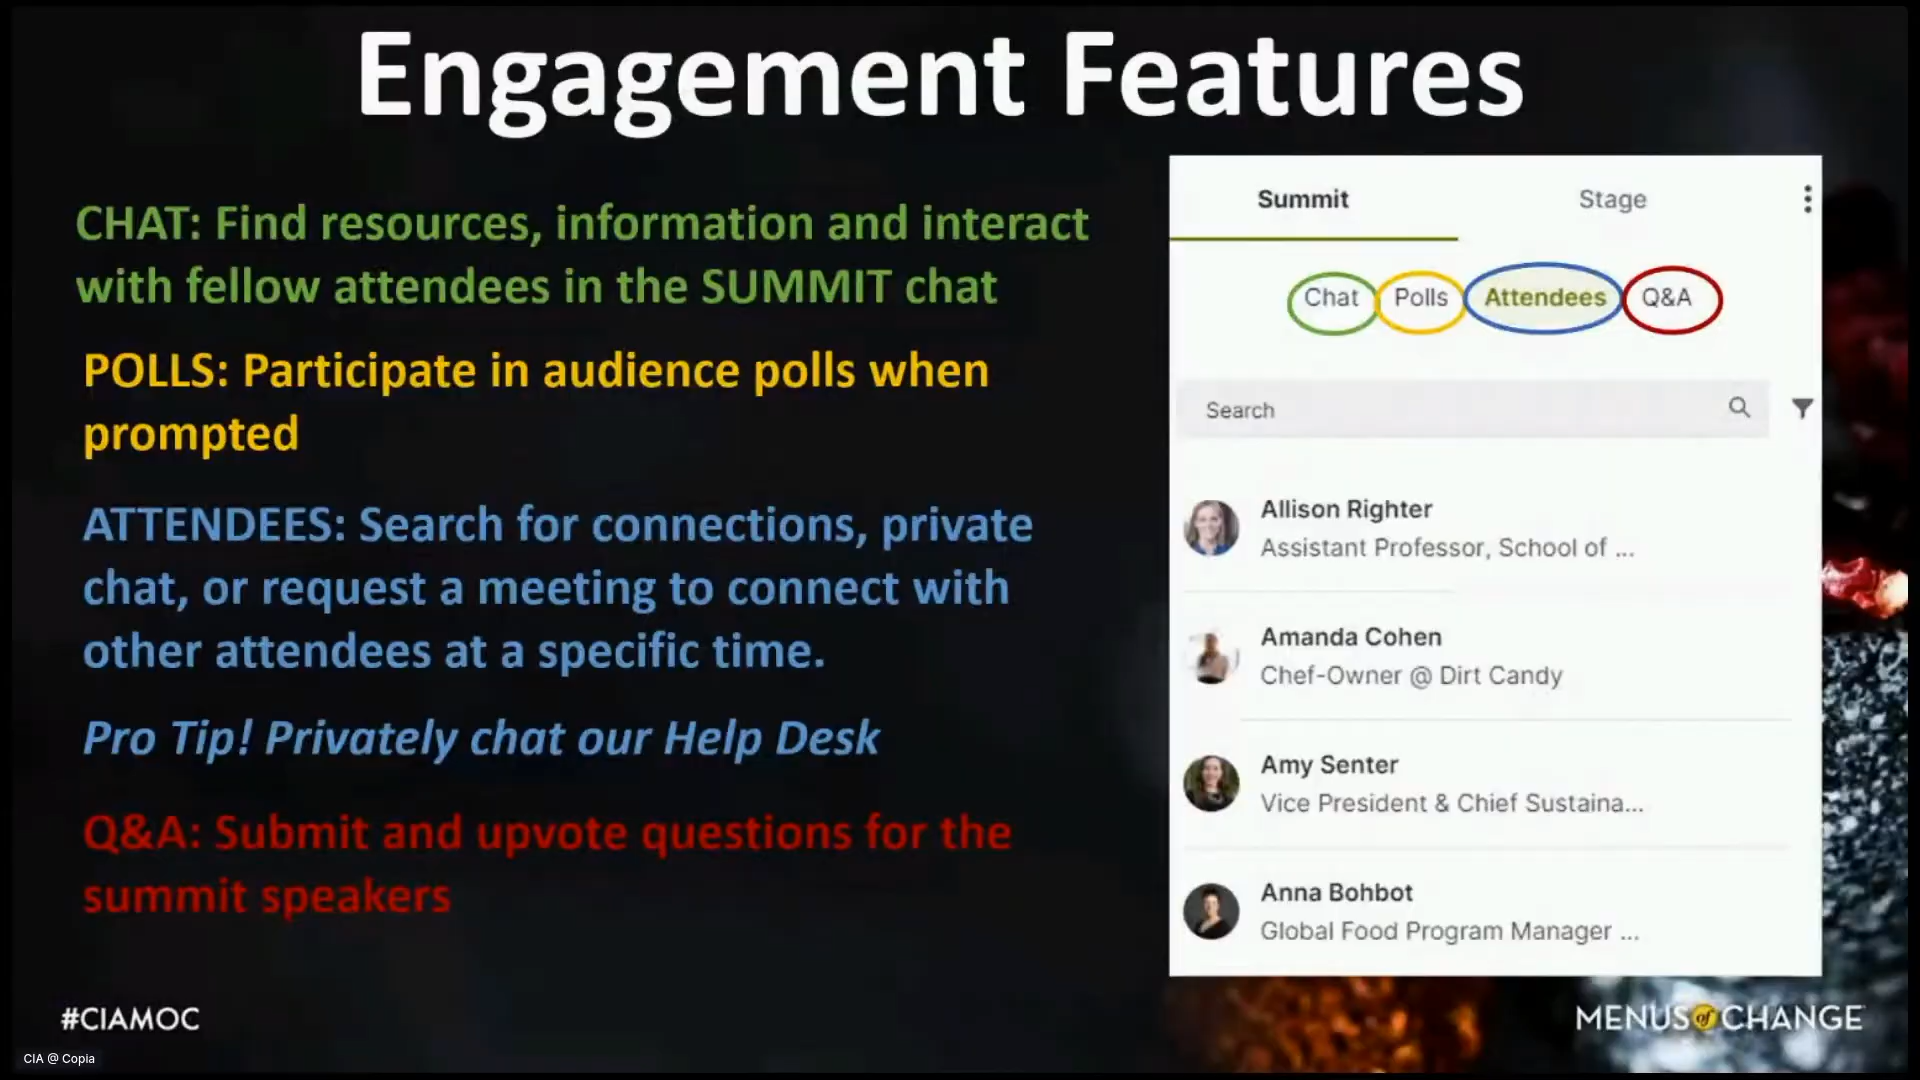 Engagement Features
CHAT: Find resources, information and interact
with fellow attendees in the SUMMIT chat
POLLS: Participate in audience polls when
prompted
ATTENDEES: Search for connections, private
chat, or request a meeting to connect with
other attendees at a specific time.
Pro Tip! Privately chat our Help Desk
Q&A: Submit and upvote questions for the
summit speakers
Summit Stage
Chat Polls Attendees Q&A
Search
Allison Righter
Assistant Professor, School of ...
Amanda Cohen
Chef-Owner @ Dirt Candy
Amy Senter
Vice President & Chief Sustaina...
Anna Bohbot
Global Food Program Manager ...
#CIAMOC
MENUS of CHANGE
CIA @ Copia